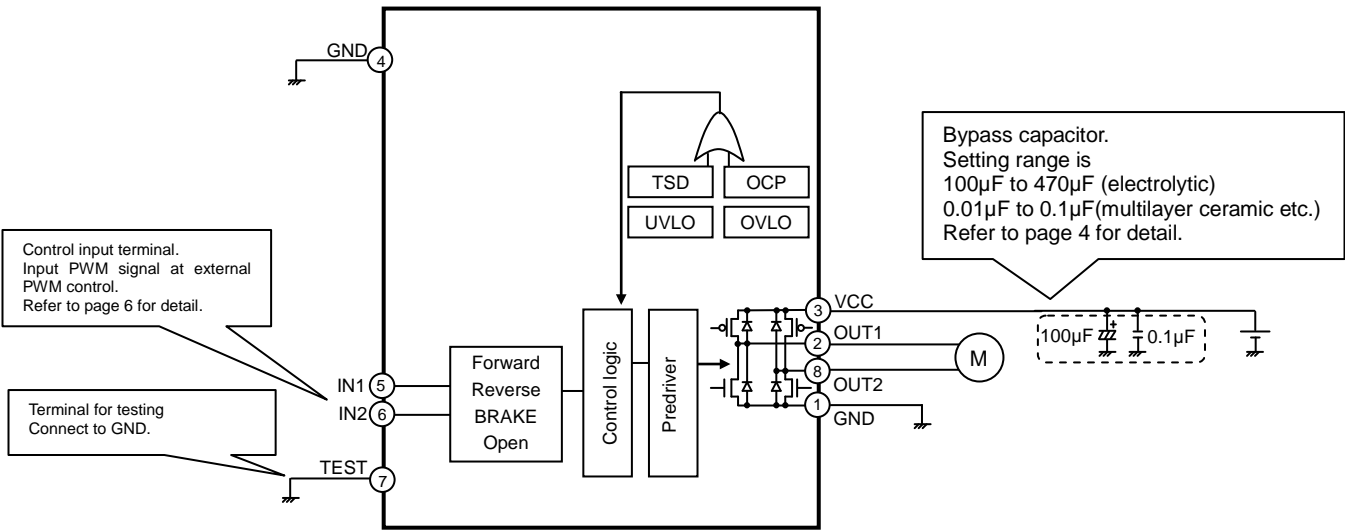 GND
4
TSD
OCP
UVLO
OVLO
Bypass capacitor.
Setting range is
100µF to 470µF (electrolytic)
0.01µF to 0.1µF(multilayer ceramic etc.)
Refer to page 4 for detail.
Control input terminal.
Input PWM signal at external
PWM control.
Refer to page 6 for detail.
Terminal for testing
Connect to GND.
IN1
5
IN2
6
TEST
7
Forward
Reverse
BRAKE
Open
Control logic
Predriver
3
VCC
2
OUT1
8
OUT2
1
GND
M
100µF
+
0.1µF